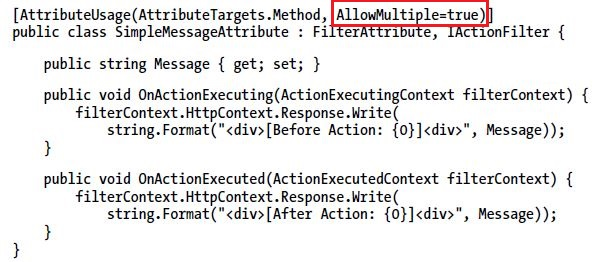 [AttributeUsage(AttributeTargets.Method, AllowMultiple=true)]
public class SimpleMessageAttribute : FilterAttribute, IActionFilter {
public string Message { get; set; }
public void OnActionExecuting(ActionExecutingContext filterContext) {
filterContext.HttpContext.Response.Write(
string.Format("<div>[Before Action: {0}]<div>", Message));
}
public void OnActionExecuted(ActionExecutedContext filterContext) {
filterContext.HttpContext.Response.Write(
string.Format("<div>[After Action: {0}]<div>", Message));
}
}